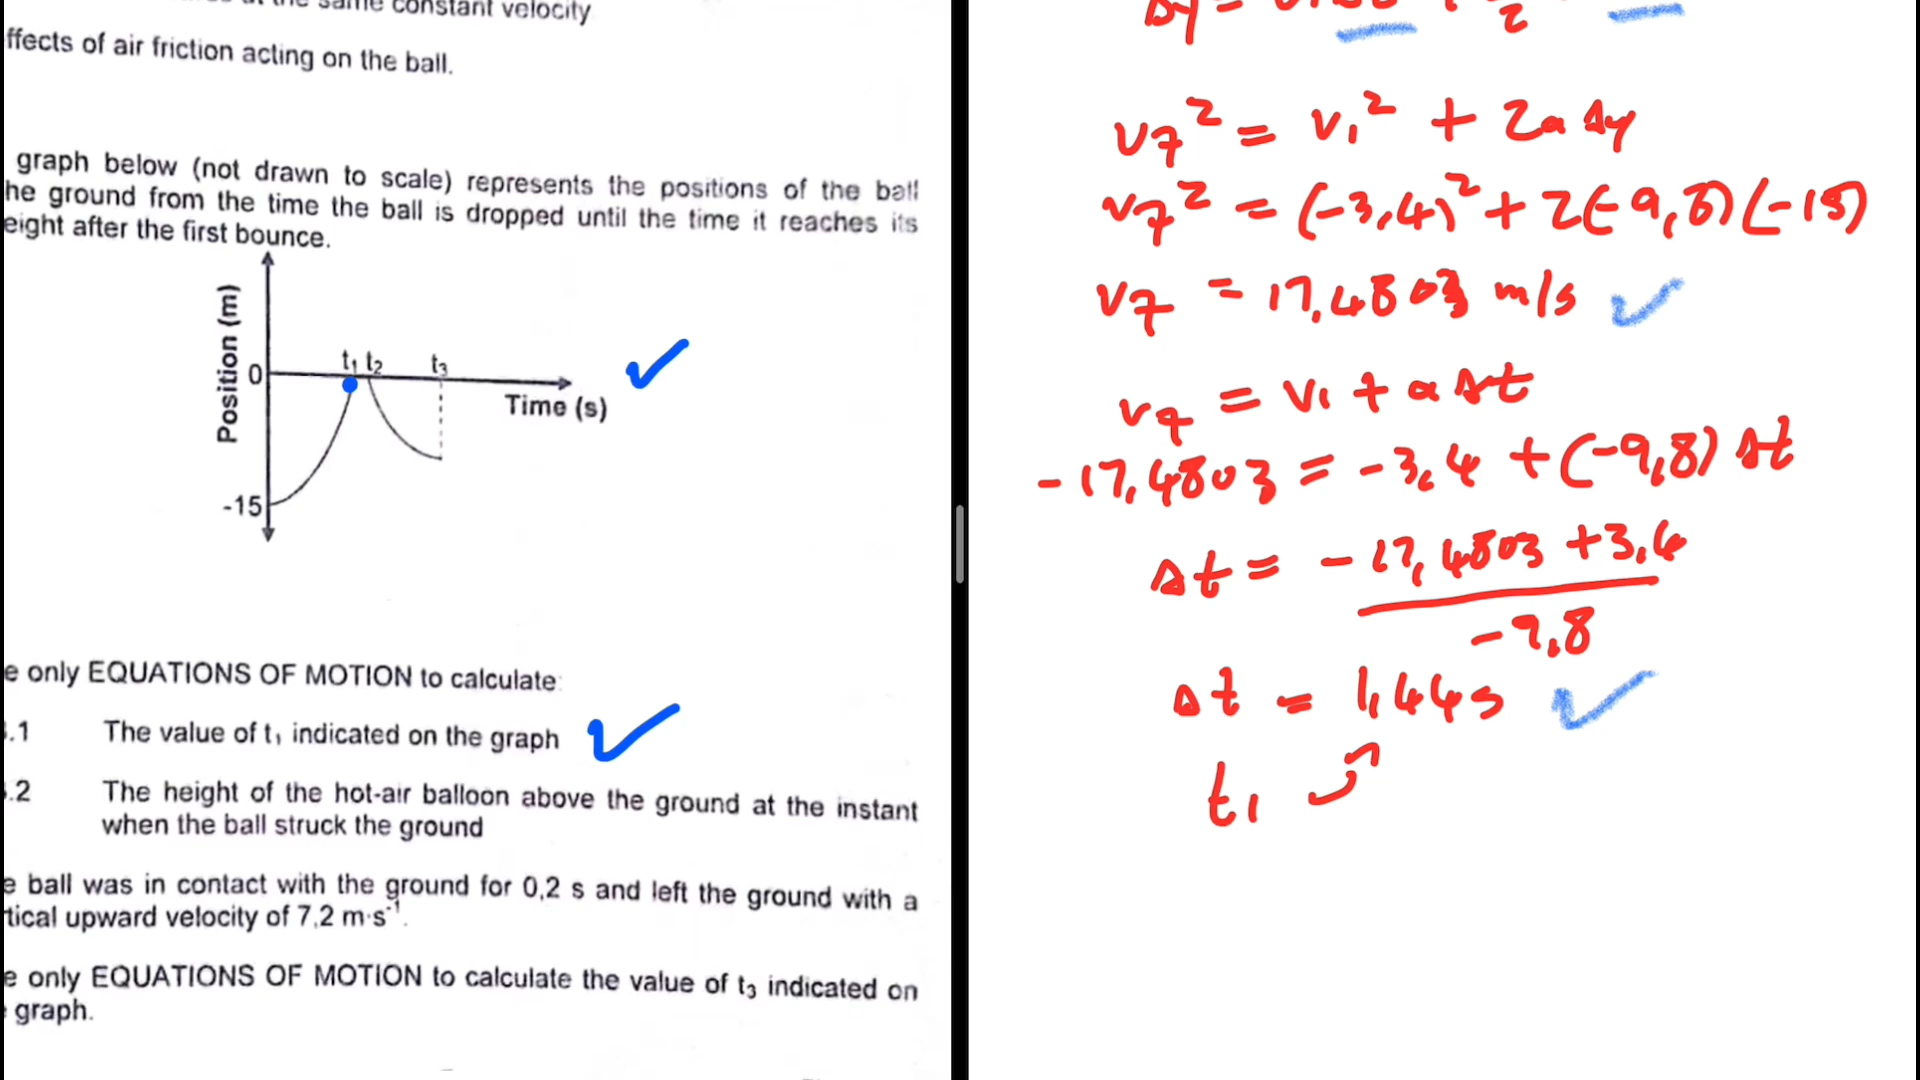 same constant velocity
ffects of air friction acting on the ball.
graph below (not drawn to scale) represents the positions of the ball
he ground from the time the ball is dropped until the time it reaches its
eight after the first bounce.
Position (m)
0
t₁ t₂
t₃
Time (s)
-15
e only EQUATIONS OF MOTION to calculate:
.1 The value of t₁ indicated on the graph
.2 The height of the hot-air balloon above the ground at the instant
when the ball struck the ground
e ball was in contact with the ground for 0,2 s and left the ground with a
tical upward velocity of 7,2 m·s⁻¹.
e only EQUATIONS OF MOTION to calculate the value of t₃ indicated on
graph.
Δy =
2
vf² = vi² + 2aΔy
vf² = (-3,4)² + 2(-9,8)(-15)
vf = 17,4803 m/s
vf = vi + aΔt
-17,4803 = -3,4 + (-9,8)Δt
Δt = -17,4803 + 3,4
-9,8
Δt = 1,44s
t₁